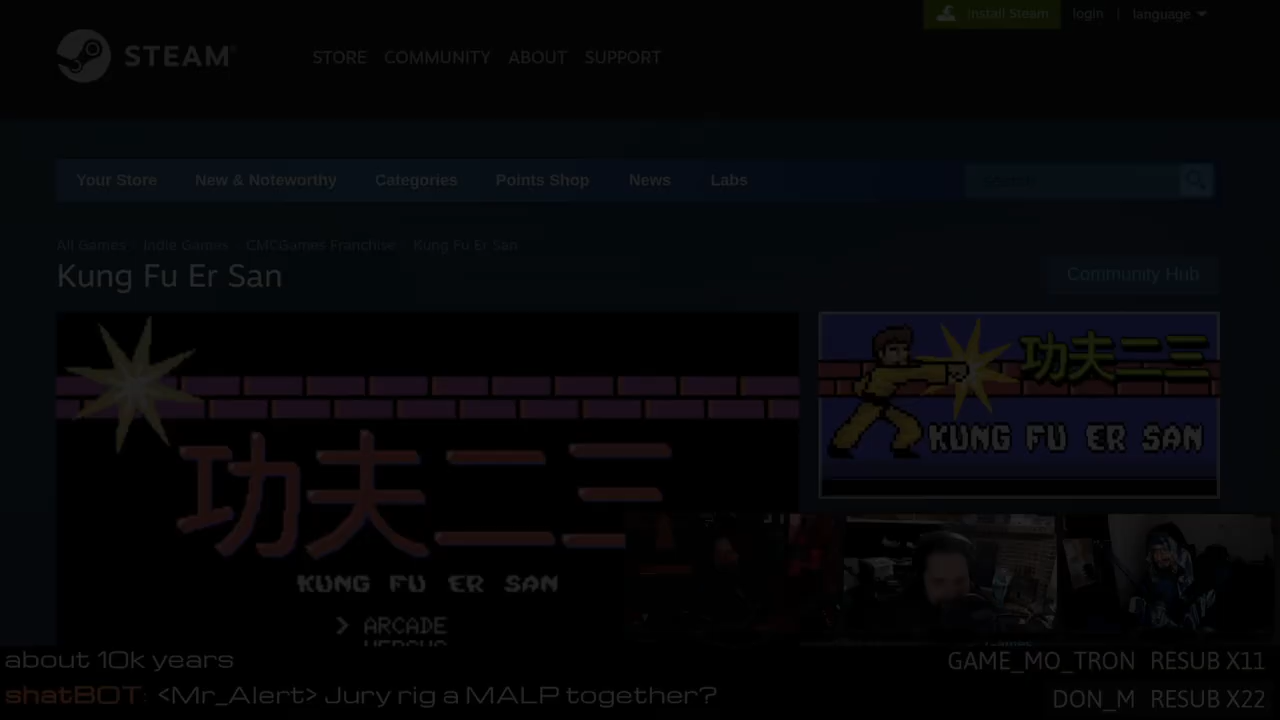 Install Steam login | language
STEAM®
STORE COMMUNITY ABOUT SUPPORT
Your Store New & Noteworthy Categories Points Shop News Labs search
All Games Indie Games CMCGames Franchise Kung Fu Er San
Kung Fu Er San
Community Hub
功夫二三
KUNG FU ER SAN
> ARCADE
VERSUS
功夫二三
KUNG FU ER SAN
about 10k years
shatBOT: <Mr_Alert> Jury rig a MALP together?
GAME_MO_TRON RESUB X11
DON_M RESUB X22